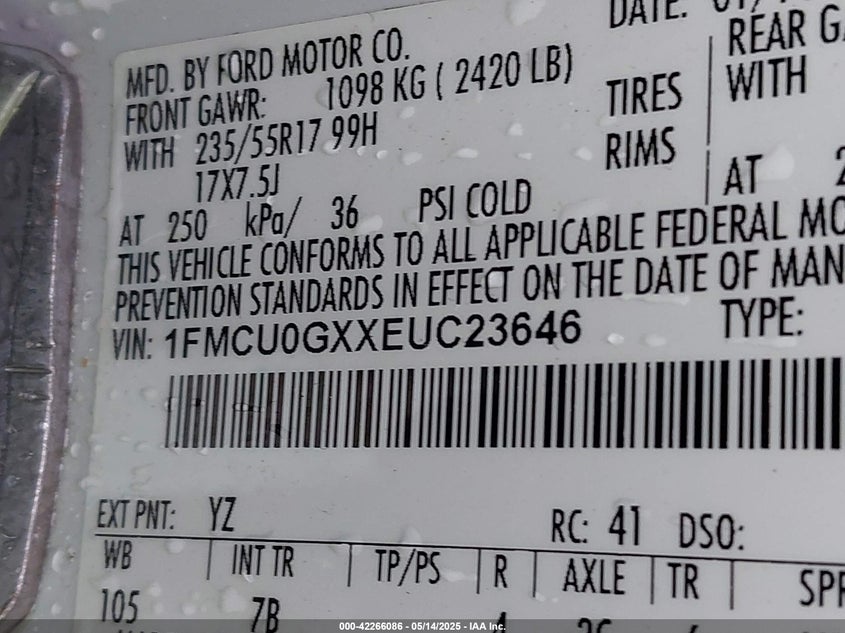 DATE:
MFD. BY FORD MOTOR CO.
FRONT GAWR: 1098 KG ( 2420 LB)
REAR
WITH 235/55R17 99H TIRES
WITH
17X7.5J RIMS
AT 250 kPa/ 36 PSI COLD
AT
THIS VEHICLE CONFORMS TO ALL APPLICABLE FEDERAL
PREVENTION STANDARDS IN EFFECT ON THE DATE OF
VIN: 1FMCU0GXXEUC23646 TYPE:
EXT PNT: YZ RC: 41 DSO:
WB INT TR TP/PS R AXLE TR
105 7B
000-42266086 - 05/14/2025 - IAA Inc.